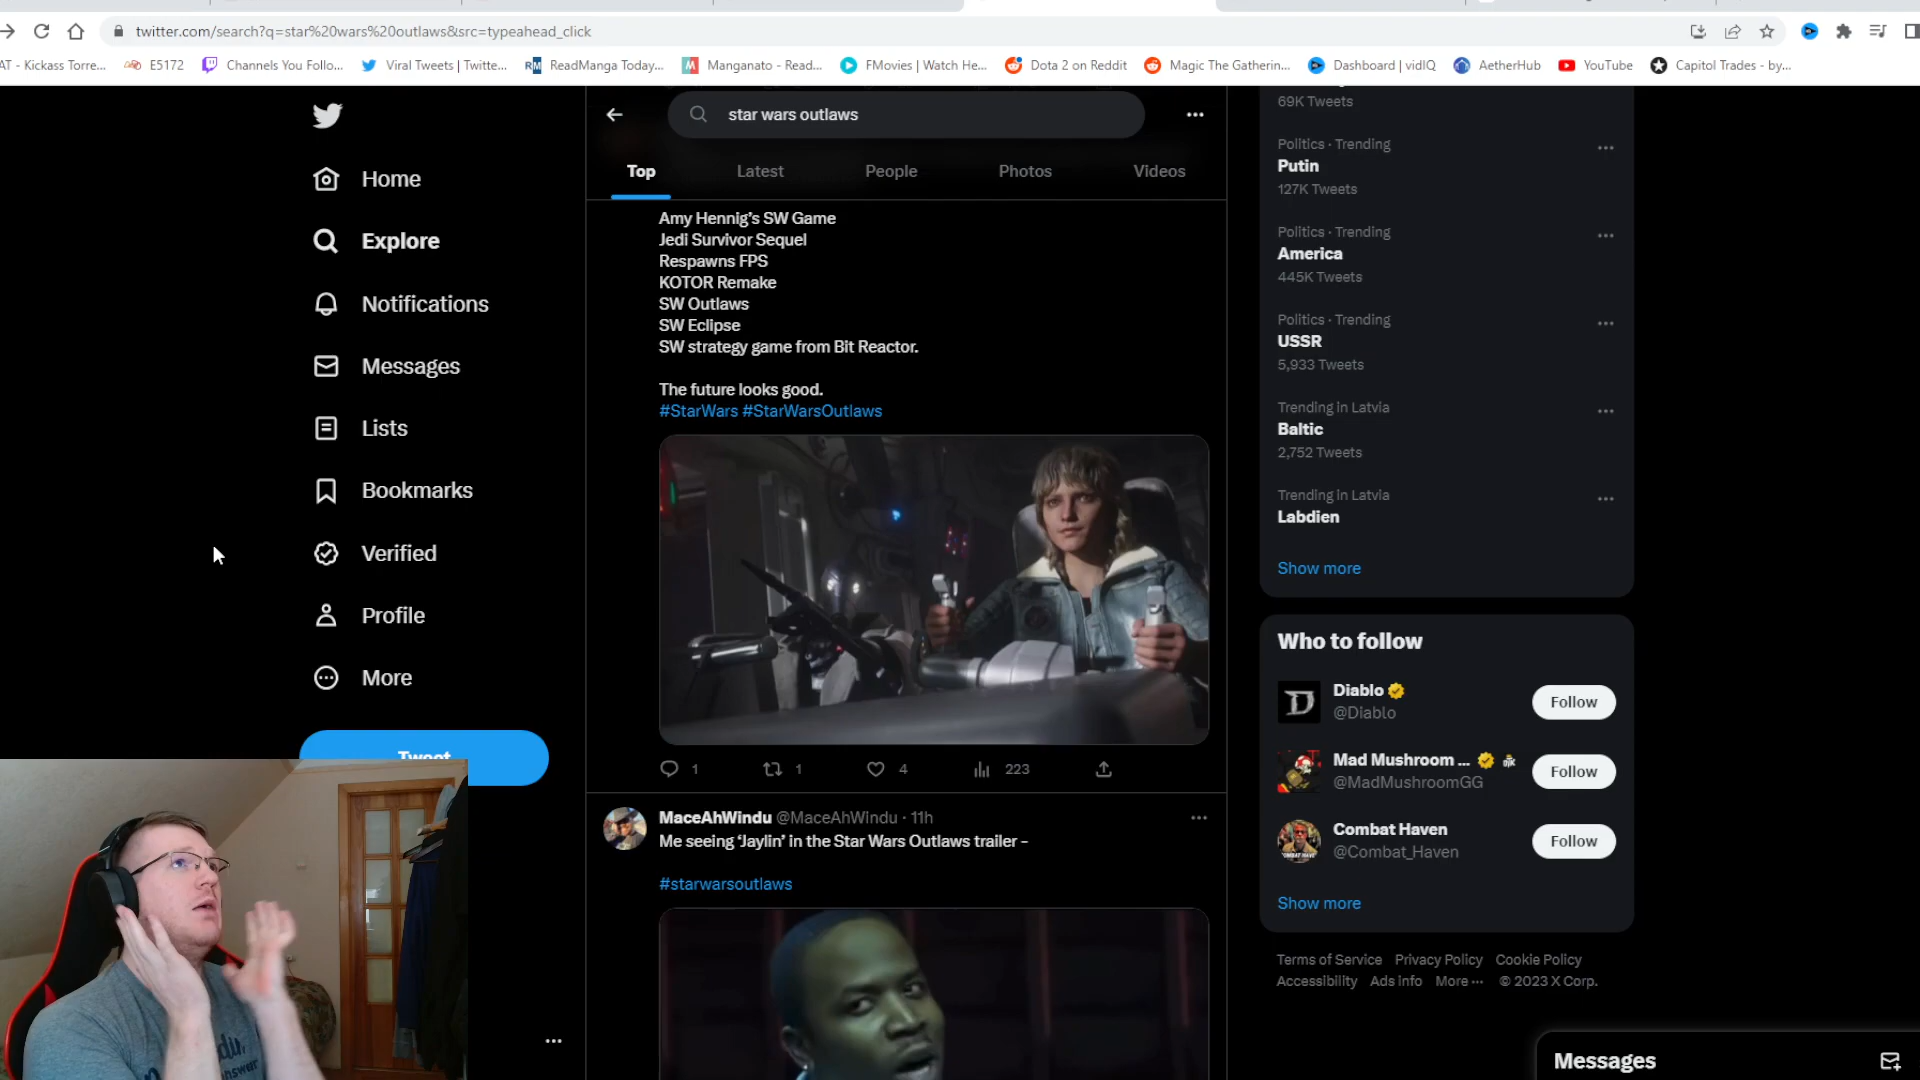 twitter.com/search?q=star%20wars%20outlaws&src=typeahead_click
AT - Kickass Torre...
E5172
Channels You Follo...
Viral Tweets | Twitte...
ReadManga Today...
Manganato - Read...
FMovies | Watch He...
Dota 2 on Reddit
Magic The Gatherin...
Dashboard | vidIQ
AetherHub
YouTube
Capitol Trades - by...
Home
Explore
Notifications
Messages
Lists
Bookmarks
Verified
Profile
More
Tweet
star wars outlaws
Top
Latest
People
Photos
Videos
Amy Hennig's SW Game
Jedi Survivor Sequel
Respawns FPS
KOTOR Remake
SW Outlaws
SW Eclipse
SW strategy game from Bit Reactor.
The future looks good.
#StarWars #StarWarsOutlaws
1
1
4
223
MaceAhWindu @MaceAhWindu · 11h
Me seeing ‘Jaylin’ in the Star Wars Outlaws trailer –
#starwarsoutlaws
69K Tweets
Politics · Trending
Putin
127K Tweets
Politics · Trending
America
445K Tweets
Politics · Trending
USSR
5,933 Tweets
Trending in Latvia
Baltic
2,752 Tweets
Trending in Latvia
Labdien
Show more
Who to follow
Diablo
@Diablo
Follow
Mad Mushroom ...
@MadMushroomGG
Follow
Combat Haven
@Combat_Haven
Follow
Show more
Terms of Service Privacy Policy Cookie Policy
Accessibility Ads info More ··· © 2023 X Corp.
Messages